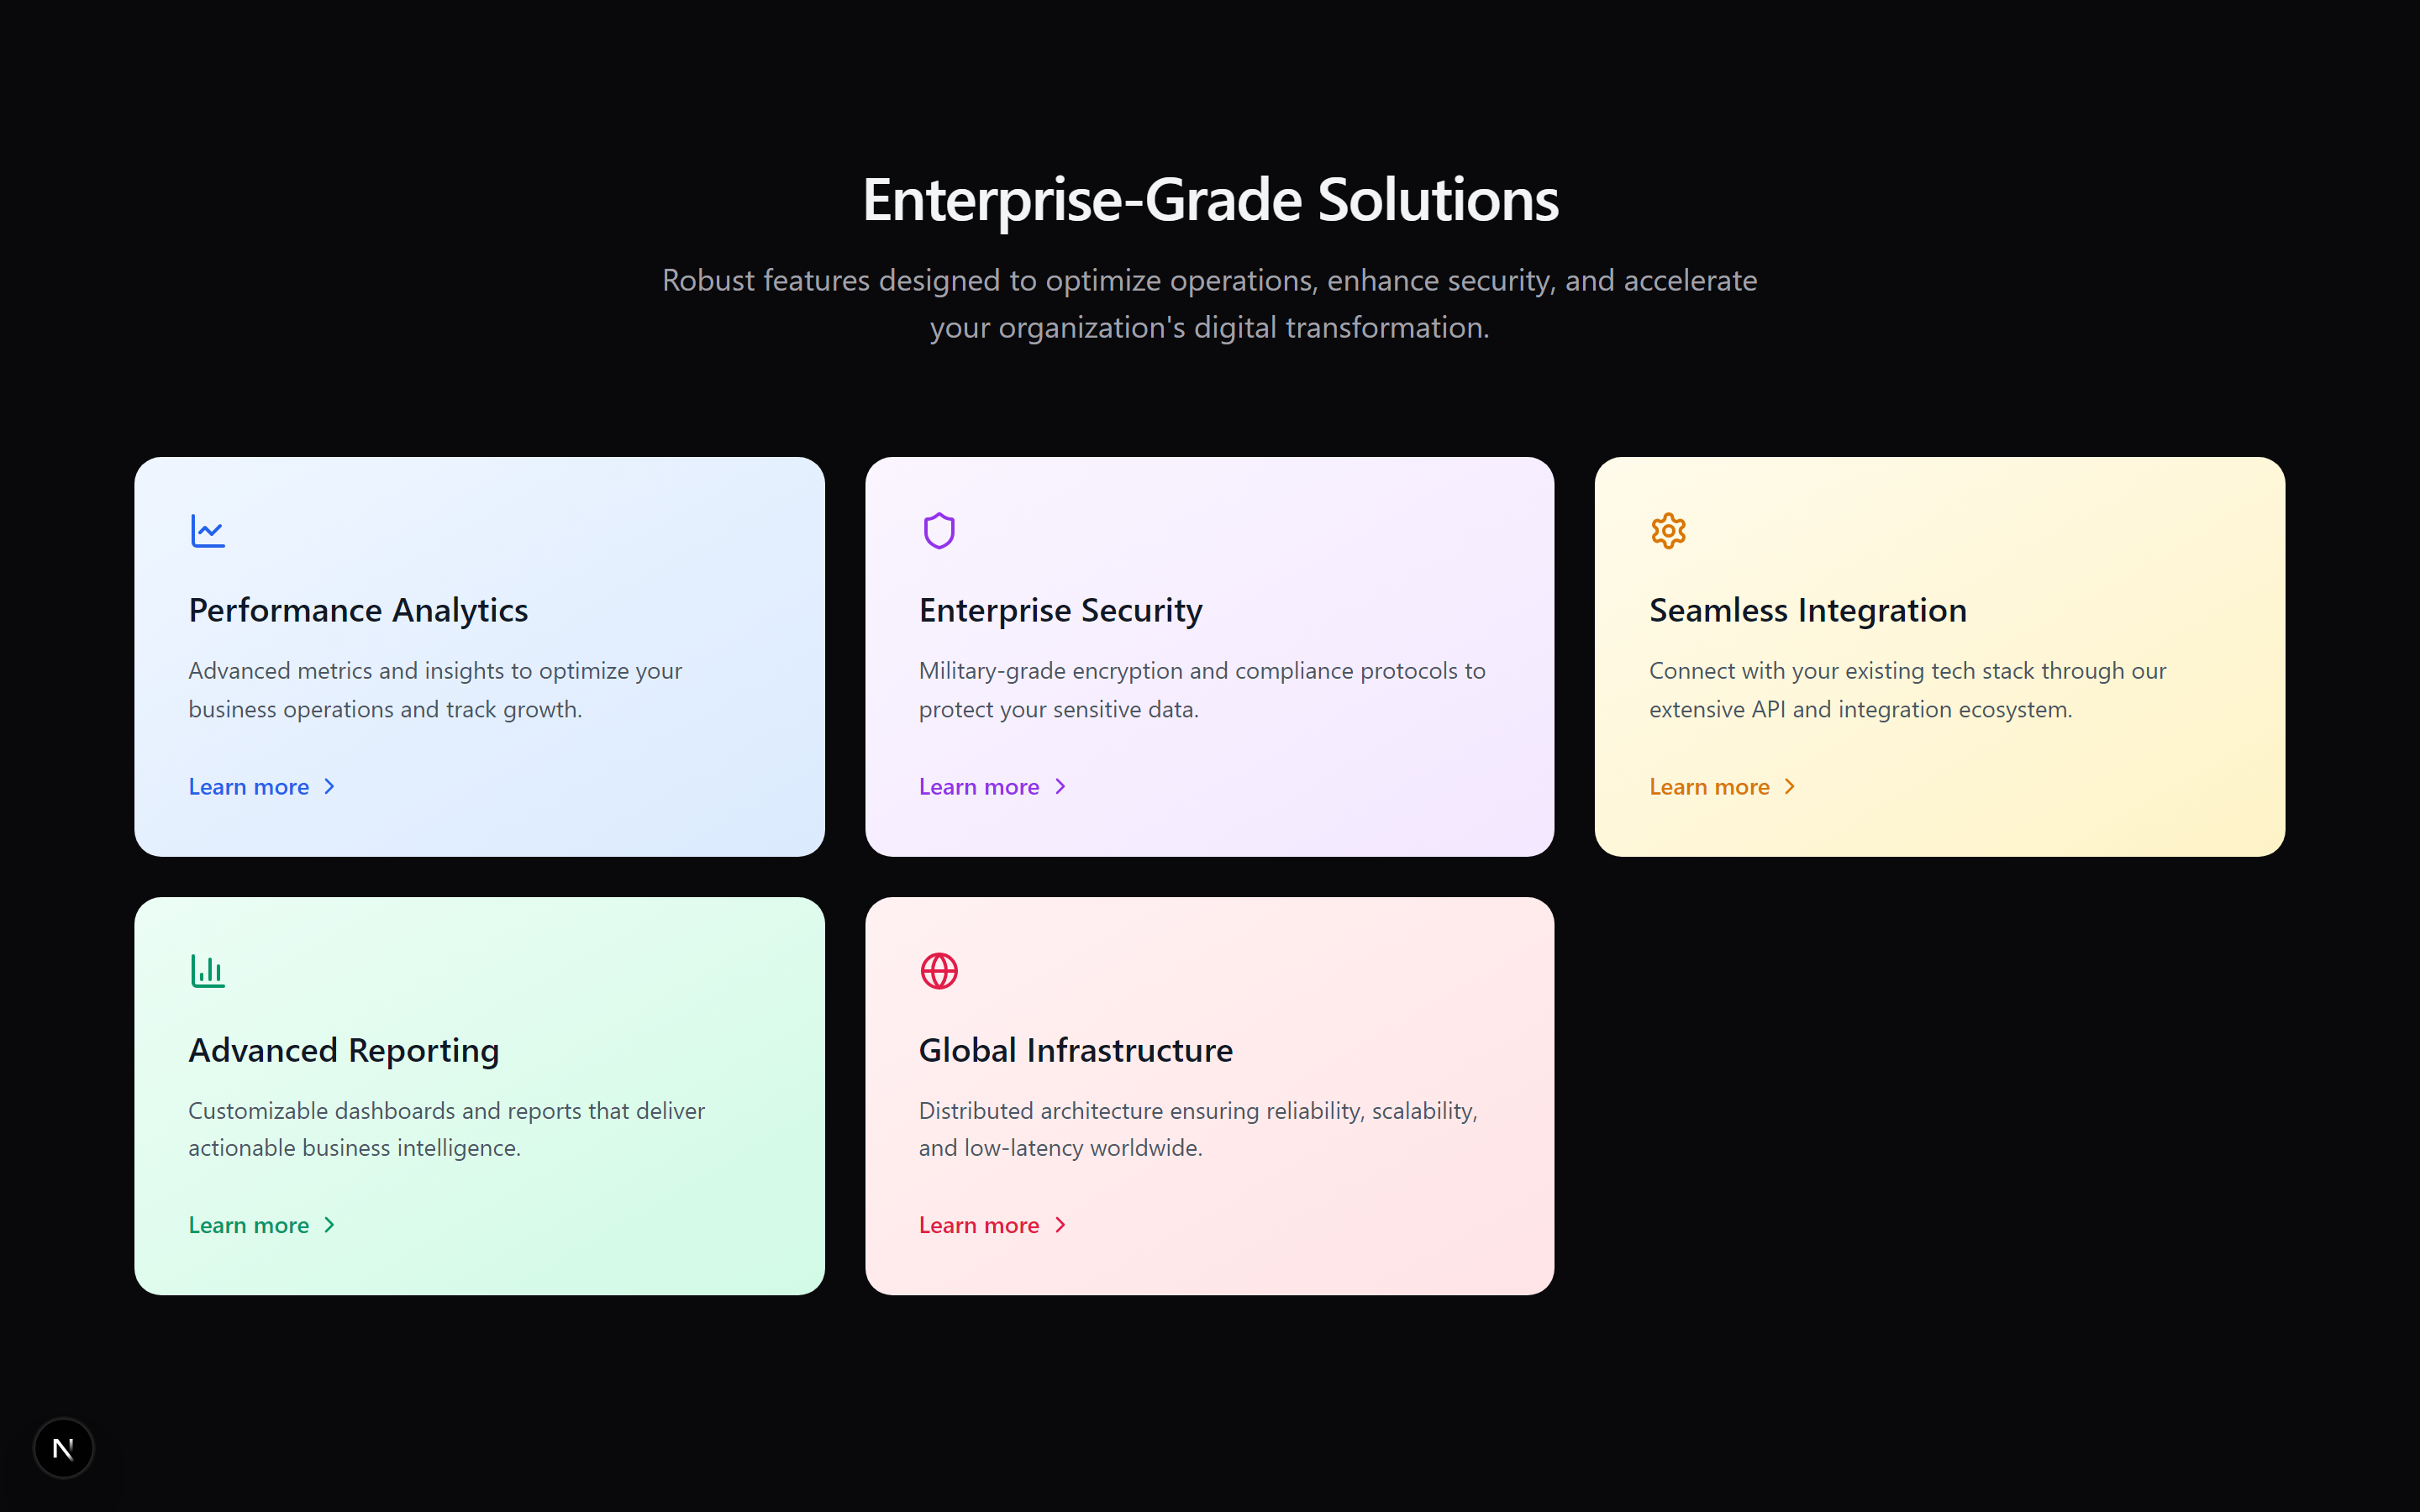 Enterprise-Grade Solutions
Robust features designed to optimize operations, enhance security, and accelerate
your organization's digital transformation.
Performance Analytics
Advanced metrics and insights to optimize your
business operations and track growth.
Learn more
Enterprise Security
Military-grade encryption and compliance protocols to
protect your sensitive data.
Learn more
Seamless Integration
Connect with your existing tech stack through our
extensive API and integration ecosystem.
Learn more
Advanced Reporting
Customizable dashboards and reports that deliver
actionable business intelligence.
Learn more
Global Infrastructure
Distributed architecture ensuring reliability, scalability,
and low-latency worldwide.
Learn more
N